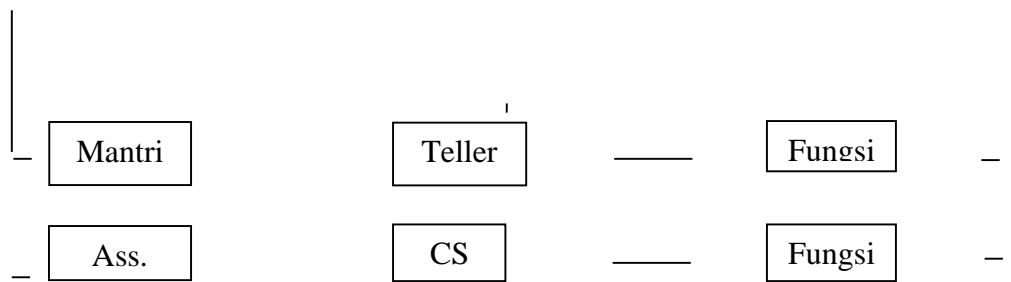 Mantri
Teller
Fungsi
Ass.
CS
Fungsi